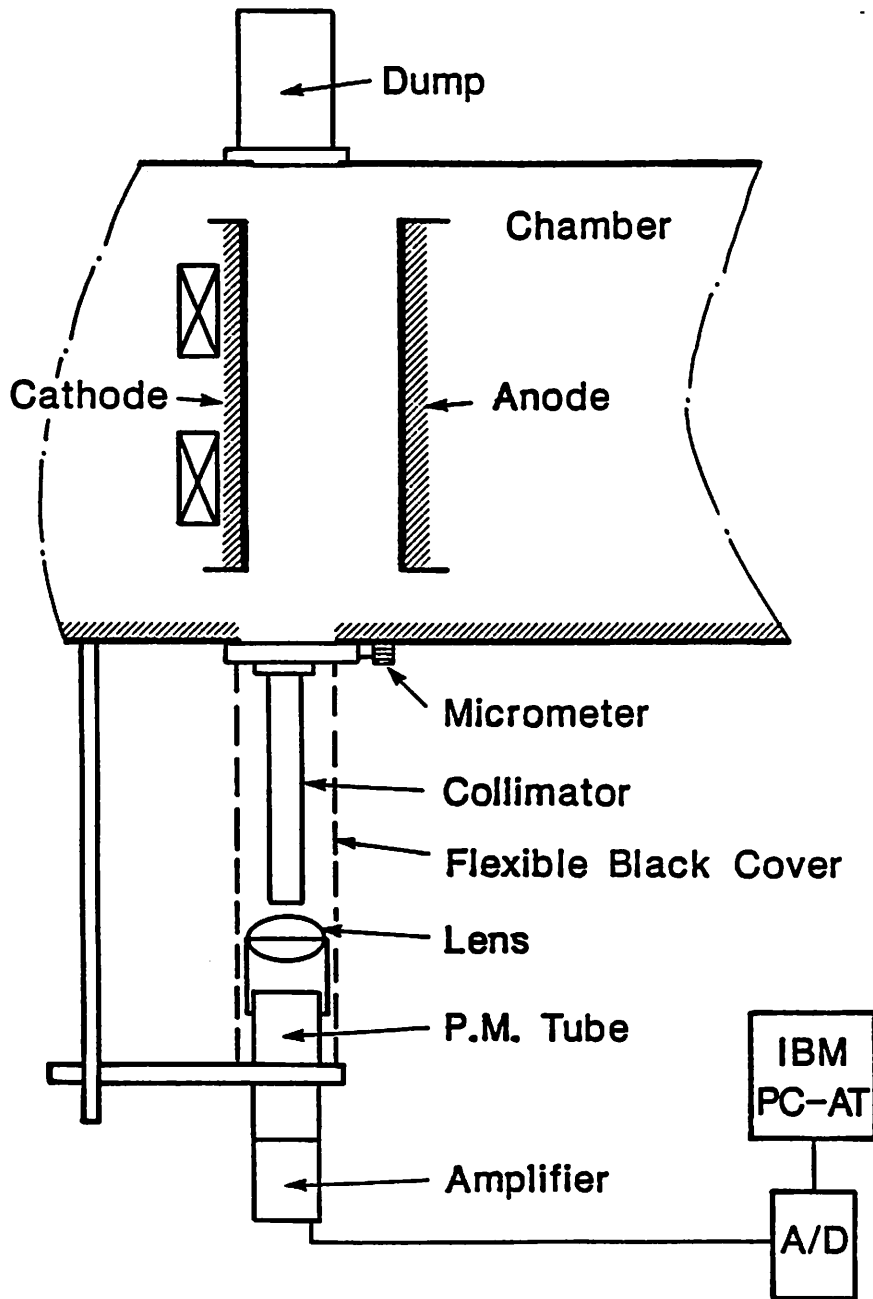 Dump
Chamber
Cathode
Anode
Micrometer
Collimator
Flexible Black Cover
Lens
P.M. Tube
IBM
PC-AT
Amplifier
A/D